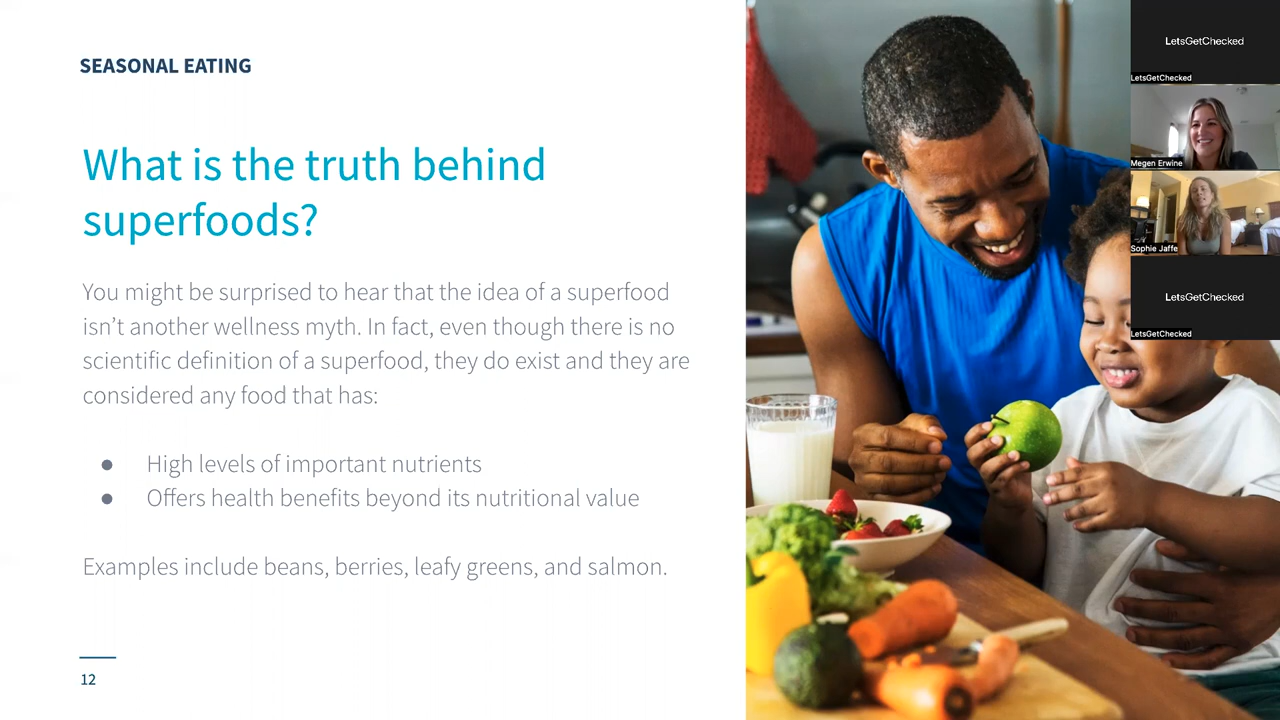 SEASONAL EATING
What is the truth behind
superfoods?
You might be surprised to hear that the idea of a superfood
isn’t another wellness myth. In fact, even though there is no
scientific definition of a superfood, they do exist and they are
considered any food that has:
● High levels of important nutrients
● Offers health benefits beyond its nutritional value
Examples include beans, berries, leafy greens, and salmon.
12
LetsGetChecked
LetsGetChecked
Megen Erwine
Sophie Jaffe
LetsGetChecked
LetsGetChecked